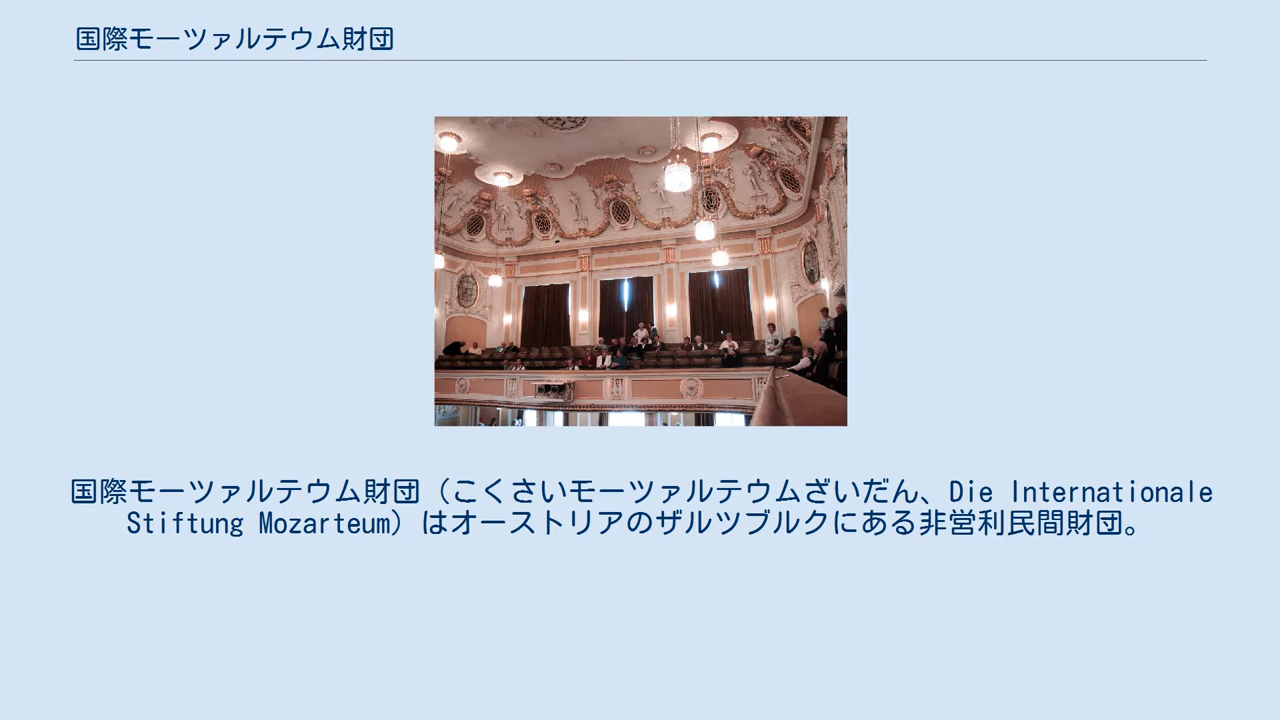 国際モーツァルテウム財団
国際モーツァルテウム財団（こくさいモーツァルテウムざいだん、Die Internationale
Stiftung Mozarteum）はオーストリアのザルツブルクにある非営利民間財団。